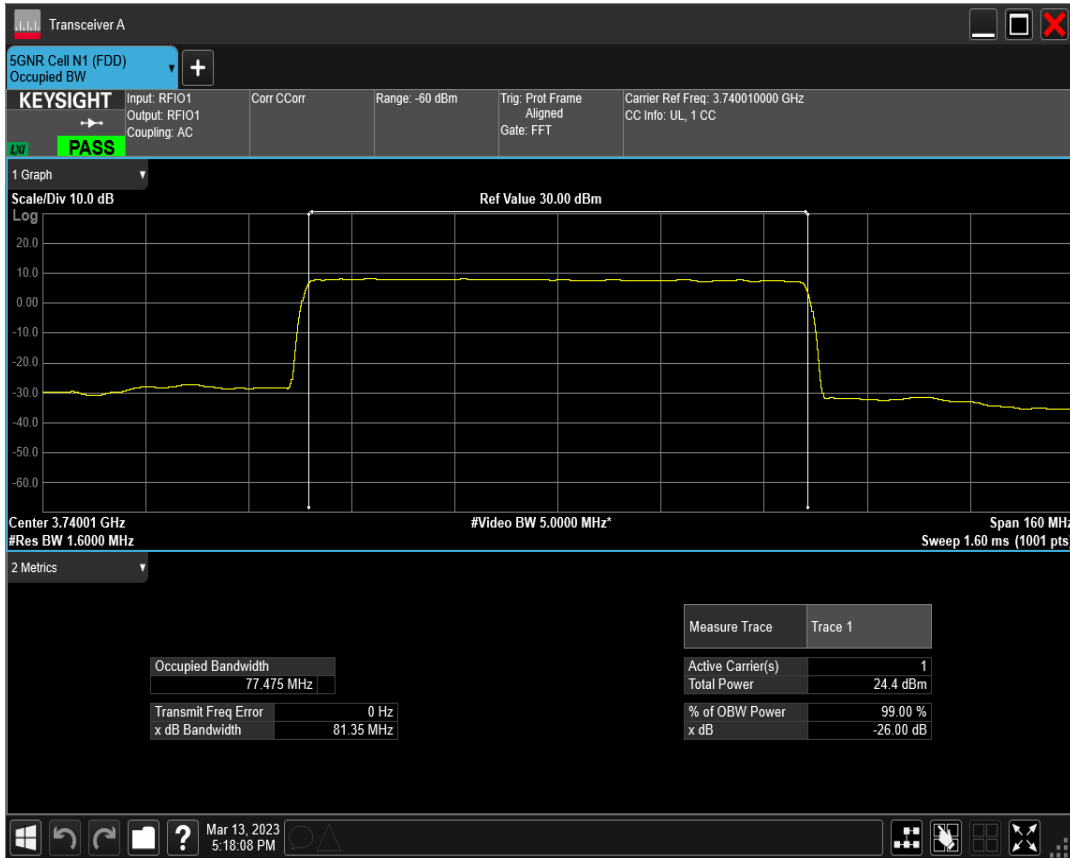 Transceiver A
5GNR Cell N1 (FDD)
Occupied BW
KEYSIGHT
LXI
PASS
Input: RFIO1
Output: RFIO1
Coupling: AC
Corr CCorr
Range: -60 dBm
Trig: Prot Frame
Aligned
Gate: FFT
Carrier Ref Freq: 3.740010000 GHz
CC Info: UL, 1 CC
1 Graph
Scale/Div 10.0 dB
Ref Value 30.00 dBm
Log
20.0
10.0
0.00
-10.0
-20.0
-30.0
-40.0
-50.0
-60.0
Center 3.74001 GHz
#Video BW 5.0000 MHz*
Span 160 MHz
#Res BW 1.6000 MHz
Sweep 1.60 ms (1001 pts)
2 Metrics
Measure Trace Trace 1
Occupied Bandwidth
77.475 MHz
Active Carrier(s) 1
Total Power 24.4 dBm
Transmit Freq Error 0 Hz
x dB Bandwidth 81.35 MHz
% of OBW Power 99.00 %
x dB -26.00 dB
?
Mar 13, 2023
5:18:08 PM